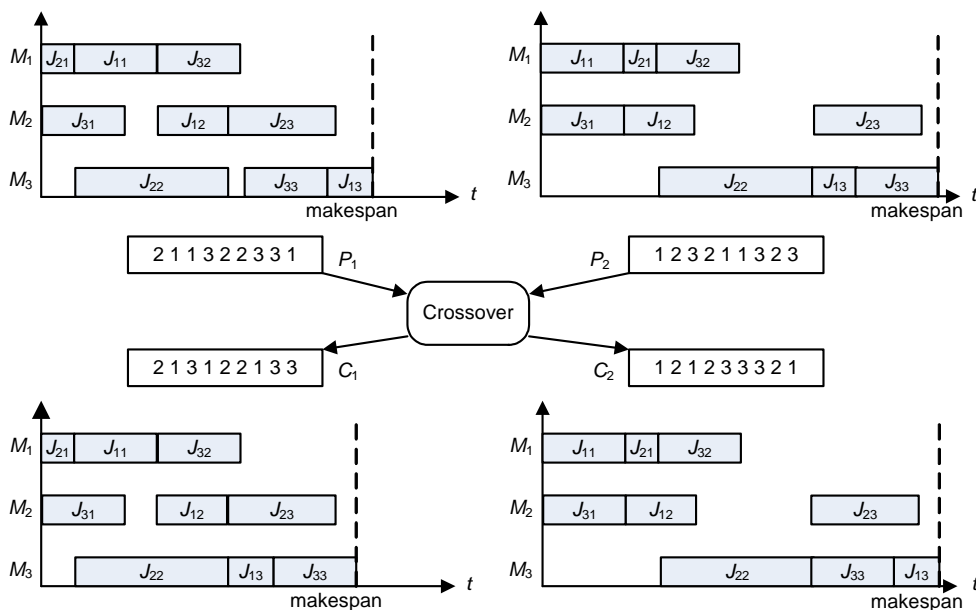 M1 J21 J11 J32
M2 J31 J12 J23
M3 J22 J33 J13 t
makespan
M1 J11 J21 J32
M2 J31 J12 J23
M3 J22 J13 J33 t
makespan
2 1 1 3 2 2 3 3 1 P1
P2 1 2 3 2 1 1 3 2 3
Crossover
2 1 3 1 2 2 1 3 3 C1
C2 1 2 1 2 3 3 3 2 1
M1 J21 J11 J32
M2 J31 J12 J23
M3 J22 J13 J33 t
makespan
M1 J11 J21 J32
M2 J31 J12 J23
M3 J22 J33 J13 t
makespan